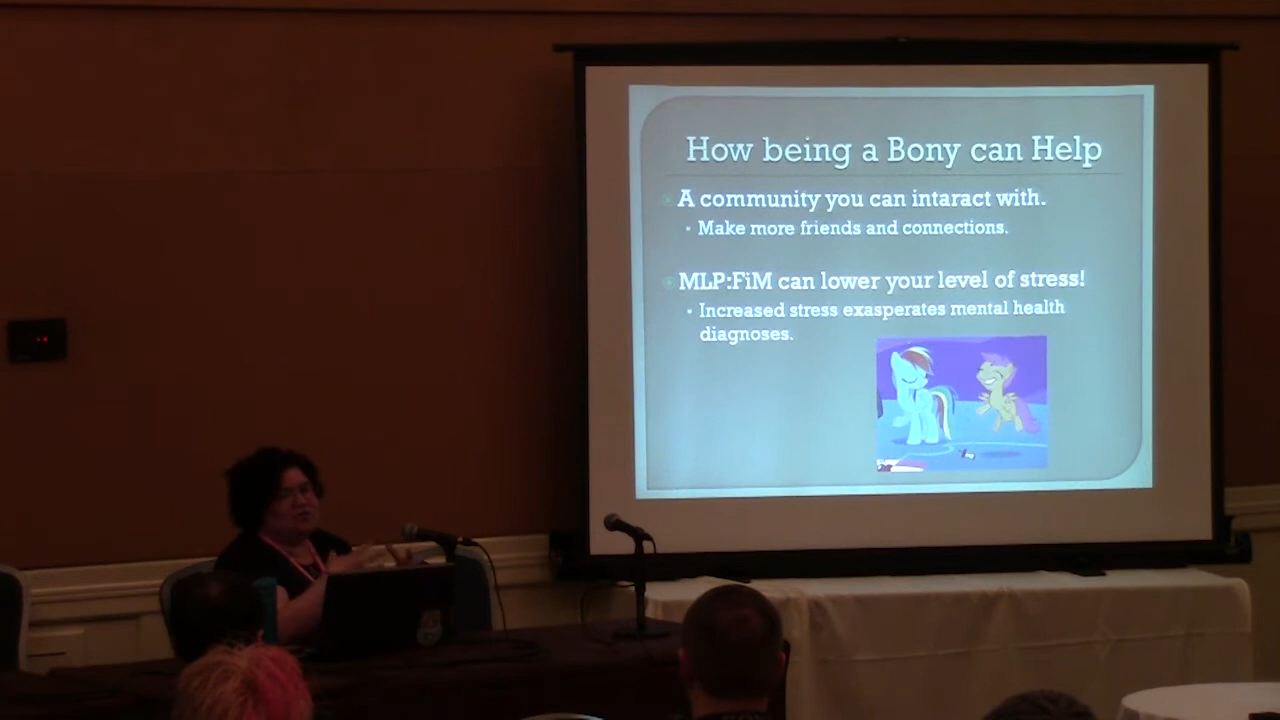 How being a Bony can Help
A community you can intaract with.
Make more friends and connections.
MLP:FiM can lower your level of stress!
Increased stress exasperates mental health
diagnoses.